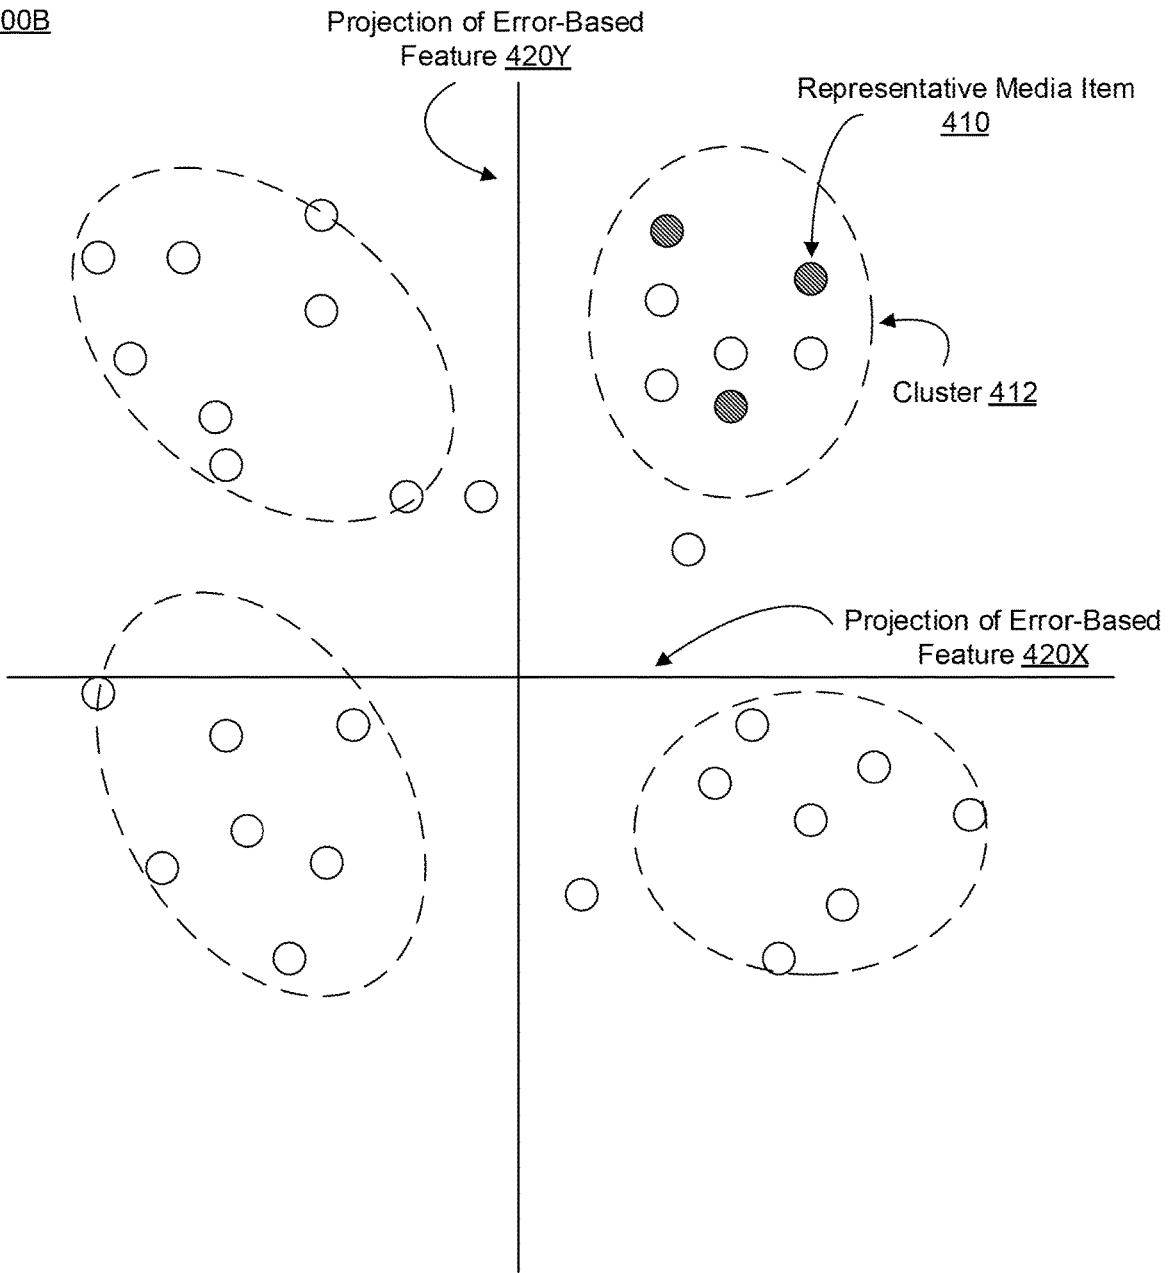 00B
Projection of Error-Based
Feature 420Y
Representative Media Item
410
Cluster 412
Projection of Error-Based
Feature 420X